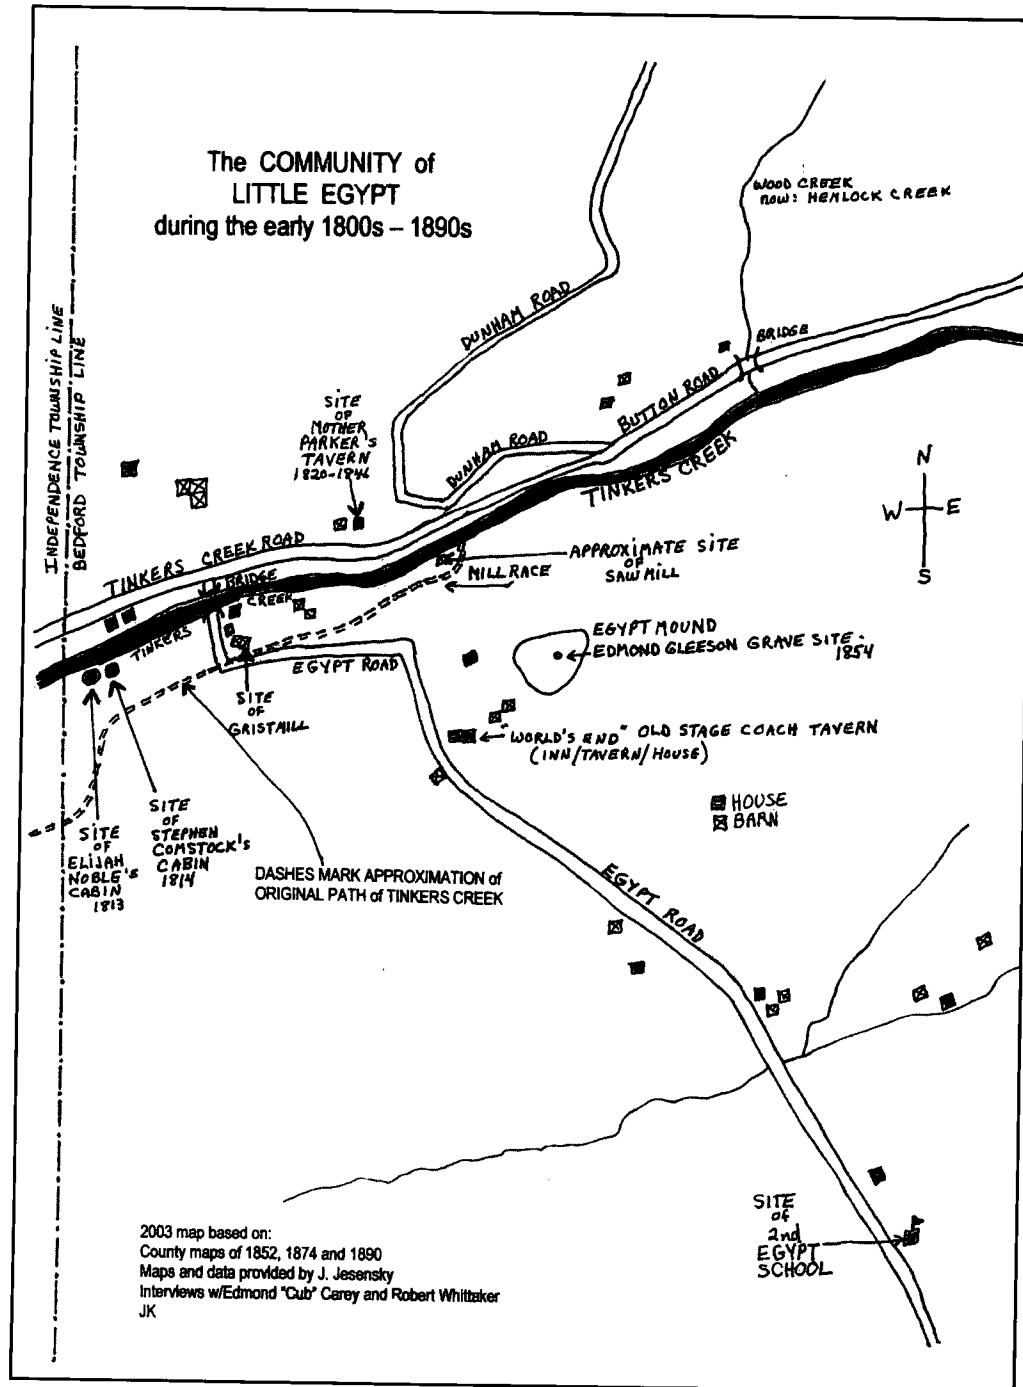 The COMMUNITY of
LITTLE EGYPT
during the early 1800s – 1890s
WOOD CREEK
NOW: HEMLOCK CREEK
INDEPENDENCE TOWNSHIP LINE
BEDFORD TOWNSHIP LINE
DUNHAM ROAD
BRIDGE
BUTTON ROAD
DUNHAM ROAD
TINKERS CREEK
SITE
OF
MOTHER
PARKER'S
TAVERN
1820-1846
N
W E
S
TINKERS CREEK ROAD
BRIDGE
TINKERS CREEK
MILL RACE
APPROXIMATE SITE
OF
SAW MILL
EGYPT MOUND
EDMOND GLEESON GRAVE SITE -
1854
EGYPT ROAD
SITE
OF
GRISTMILL
"WORLD'S END" OLD STAGE COACH TAVERN
(INN/TAVERN/HOUSE)
HOUSE
BARN
SITE
OF
ELIJAH
NOBLE'S
CABIN
1813
SITE
OF
STEPHEN
COMSTOCK'S
CABIN
1814
DASHES MARK APPROXIMATION of
ORIGINAL PATH of TINKERS CREEK
EGYPT ROAD
SITE
of
2nd
EGYPT
SCHOOL
2003 map based on:
County maps of 1852, 1874 and 1890
Maps and data provided by J. Jesensky
Interviews w/Edmond "Cub" Carey and Robert Whittaker
JK